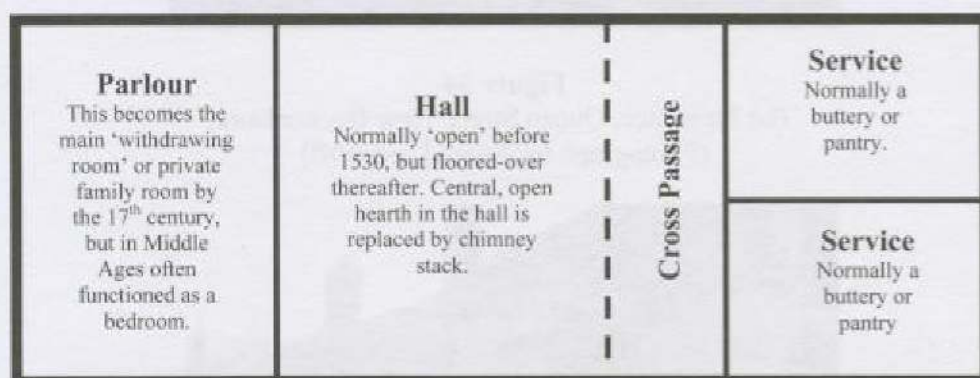 Parlour
This becomes the
main ‘withdrawing
room’ or private
family room by
the 17th century,
but in Middle
Ages often
functioned as a
bedroom.
Hall
Normally ‘open’ before
1530, but floored-over
thereafter. Central, open
hearth in the hall is
replaced by chimney
stack.
Cross Passage
Service
Normally a
buttery or
pantry.
Service
Normally a
buttery or
pantry